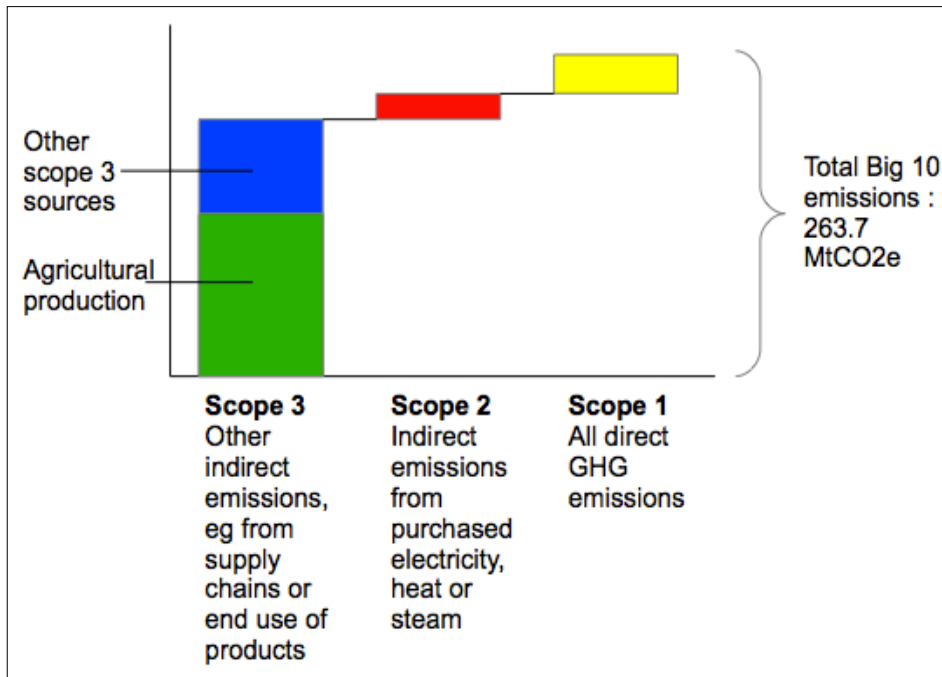 Other
scope 3
sources
Agricultural
production
Total Big 10
emissions :
263.7
MtCO2e
Scope 3
Other
indirect
emissions,
eg from
supply
chains or
end use of
products
Scope 2
Indirect
emissions
from
purchased
electricity,
heat or
steam
Scope 1
All direct
GHG
emissions